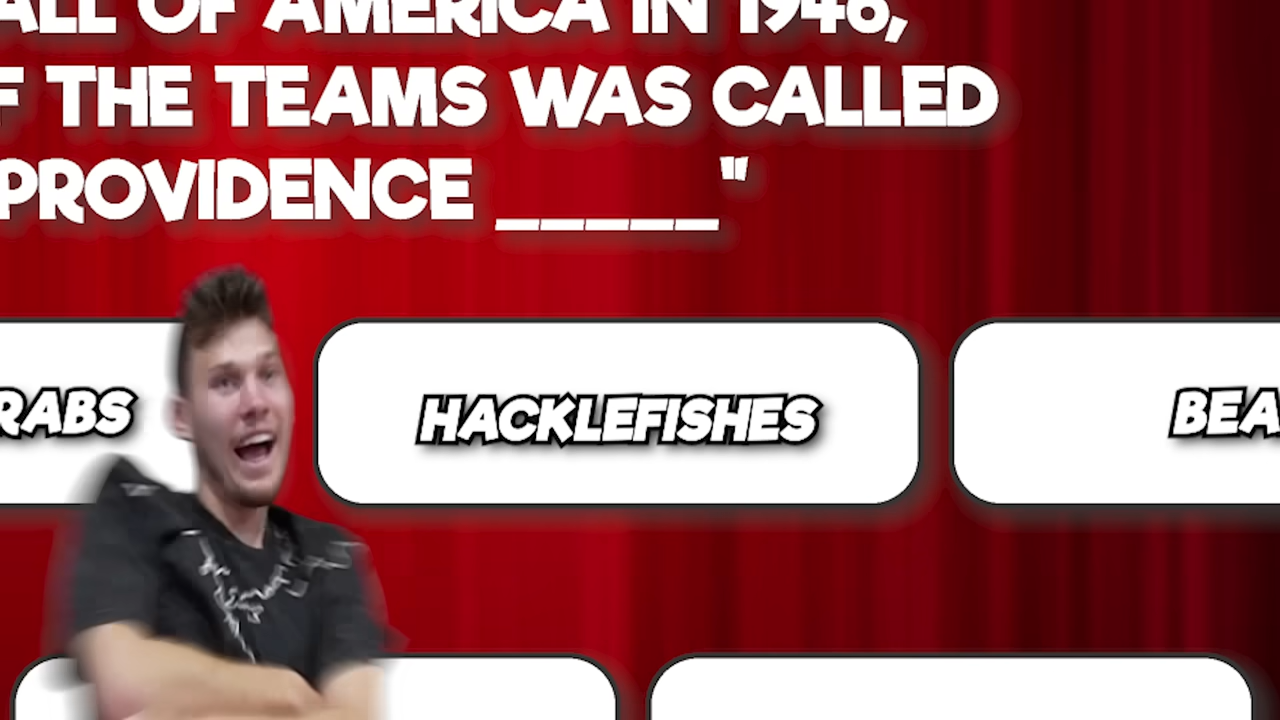 ALL OF AMERICA IN 1946,
F THE TEAMS WAS CALLED
PROVIDENCE _____"
RABS
HACKLEFISHES
BEA